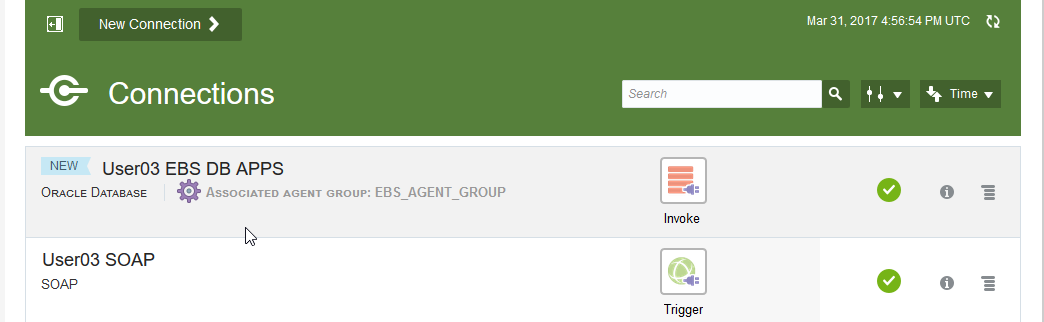 New Connection
Mar 31, 2017 4:56:54 PM UTC
Connections
Search
Time
NEW
User03 EBS DB APPS
Oracle Database
Associated agent group: EBS_AGENT_GROUP
Invoke
User03 SOAP
SOAP
Trigger